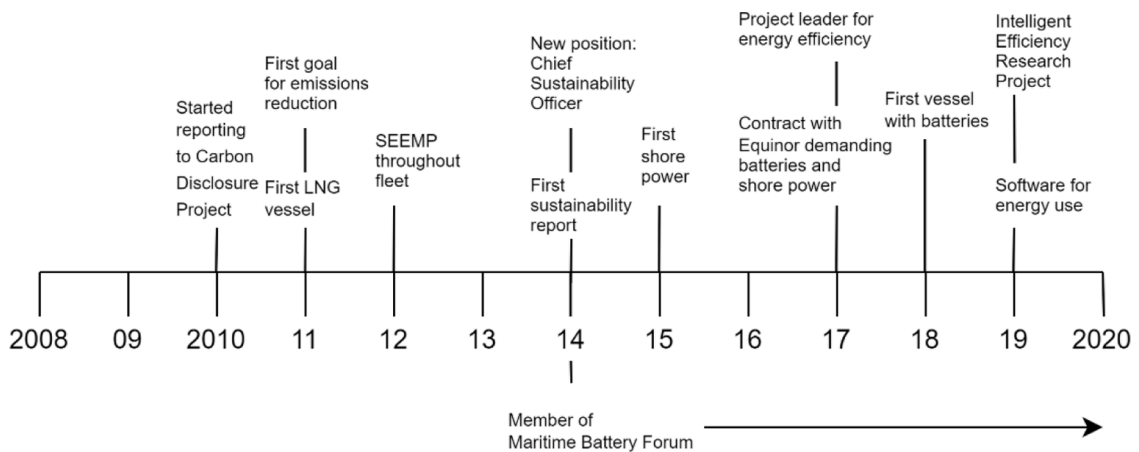 Started
reporting
to Carbon
Disclosure
Project
First goal
for emissions
reduction
First LNG
vessel
SEEMP
throughout
fleet
New position:
Chief
Sustainability
Officer
First
sustainability
report
First
shore
power
Project leader for
energy efficiency
Contract with
Equinor demanding
batteries and
shore power
First vessel
with batteries
Intelligent
Efficiency
Research
Project
Software for
energy use
2008 09 2010 11 12 13 14 15 16 17 18 19 2020
Member of
Maritime Battery Forum